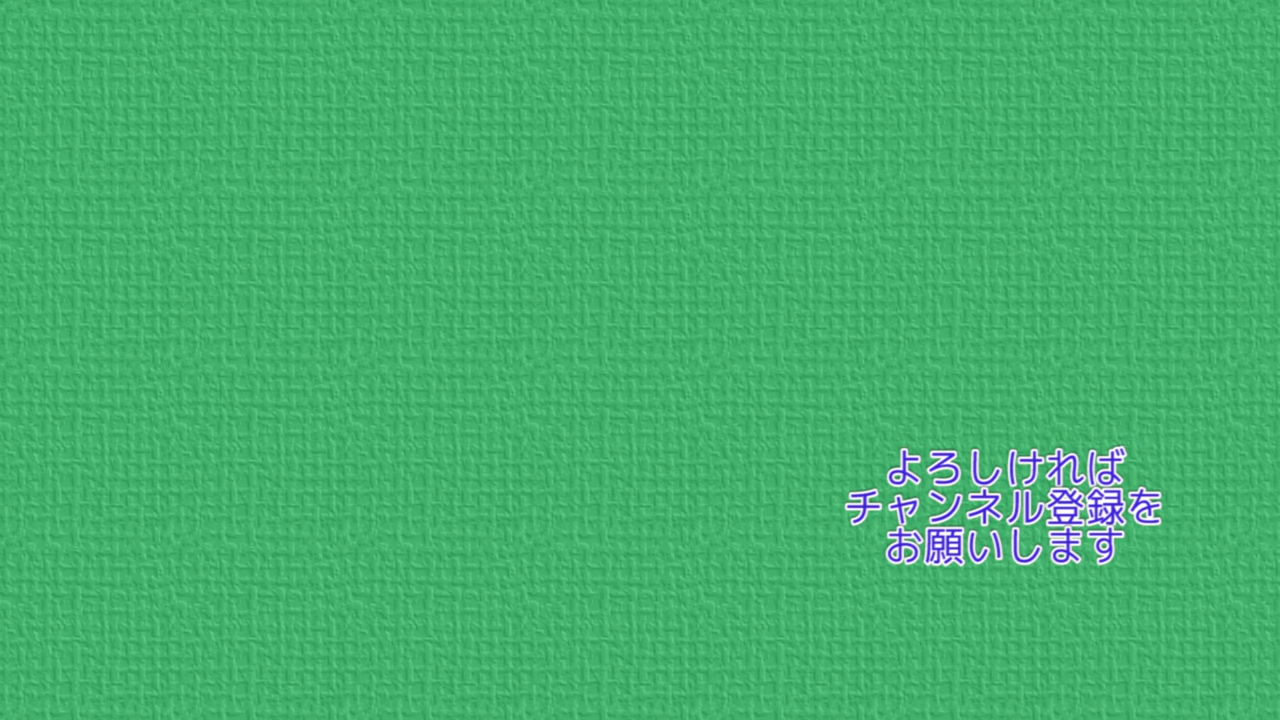 よろしければ
チャンネル登録を
お願いします